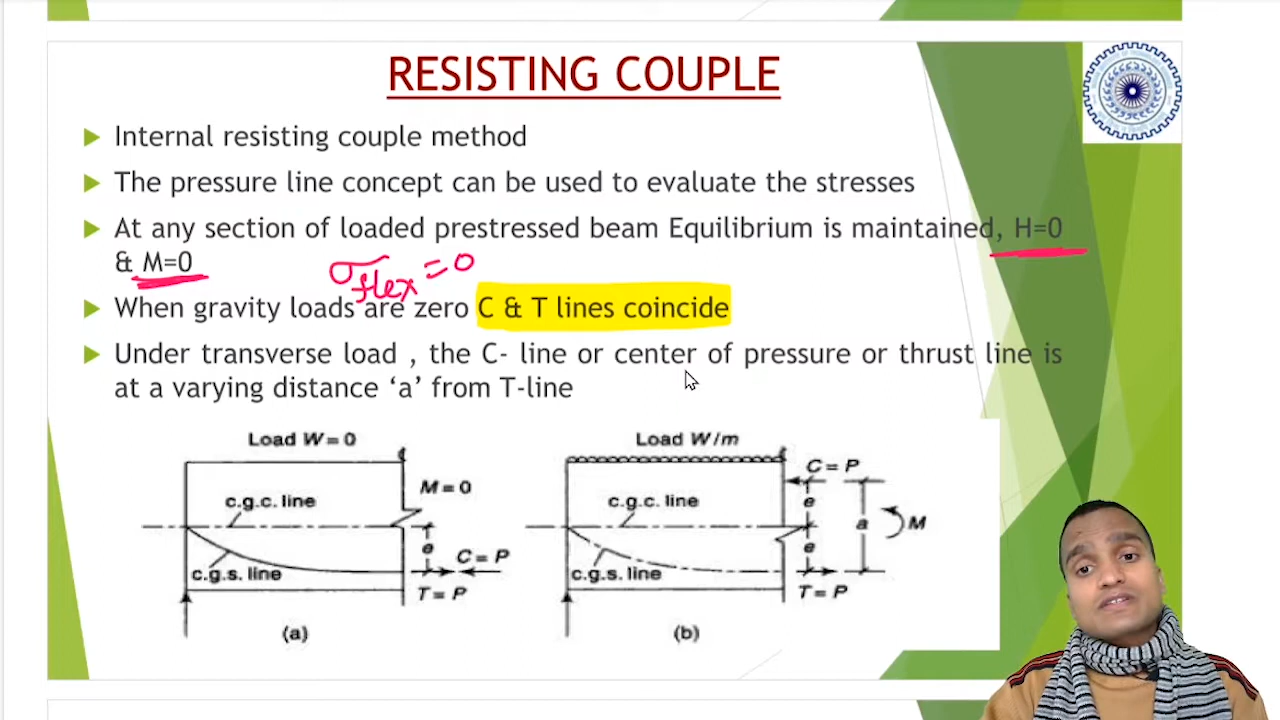 RESISTING COUPLE
Internal resisting couple method
The pressure line concept can be used to evaluate the stresses
At any section of loaded prestressed beam Equilibrium is maintained, H=0
& M=0
σflex = 0
When gravity loads are zero C & T lines coincide
Under transverse load , the C- line or center of pressure or thrust line is
at a varying distance ‘a’ from T-line
Load W = 0
M = 0
c.g.c. line
e
C = P
c.g.s. line
T = P
(a)
Load W/m
C = P
c.g.c. line
e
a
M
e
c.g.s. line
T = P
(b)